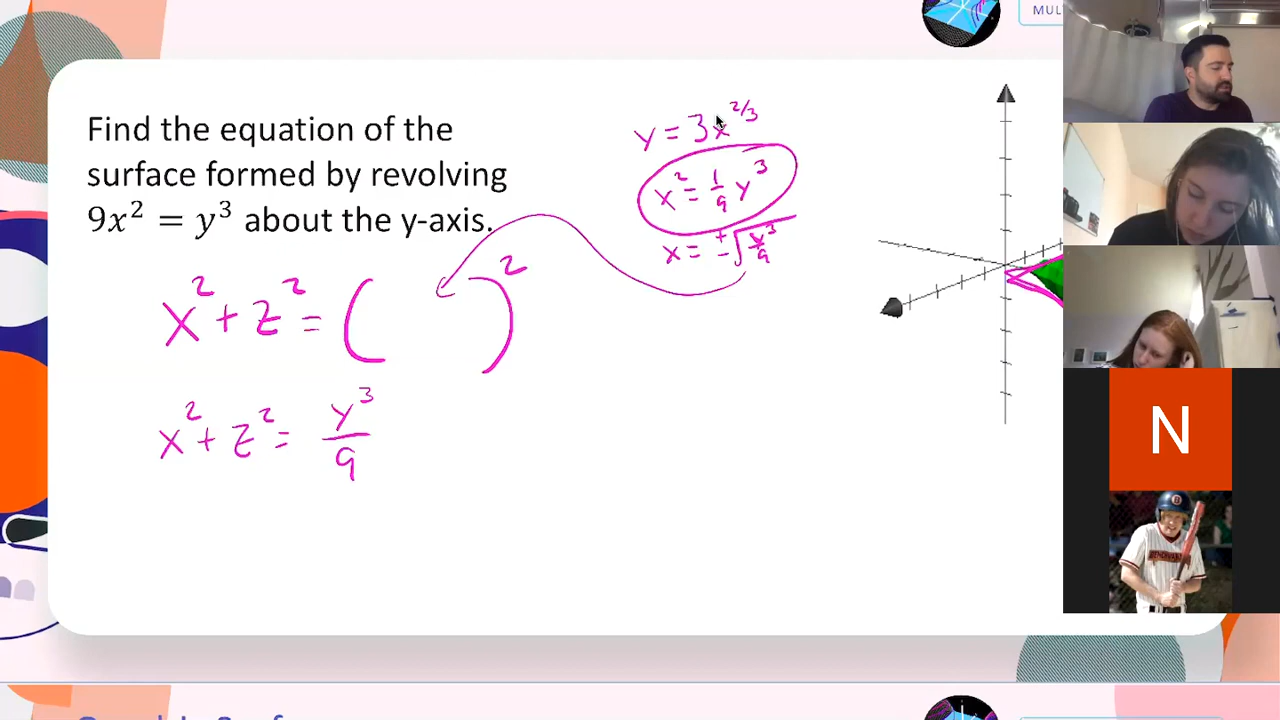 MUL
Find the equation of the
surface formed by revolving
9x² = y³ about the y-axis.
y = 3x^(2/3)
x² = 1/9 y³
x = ±√(y³/9)
x² + z² = ( )²
x² + z² = y³/9
N